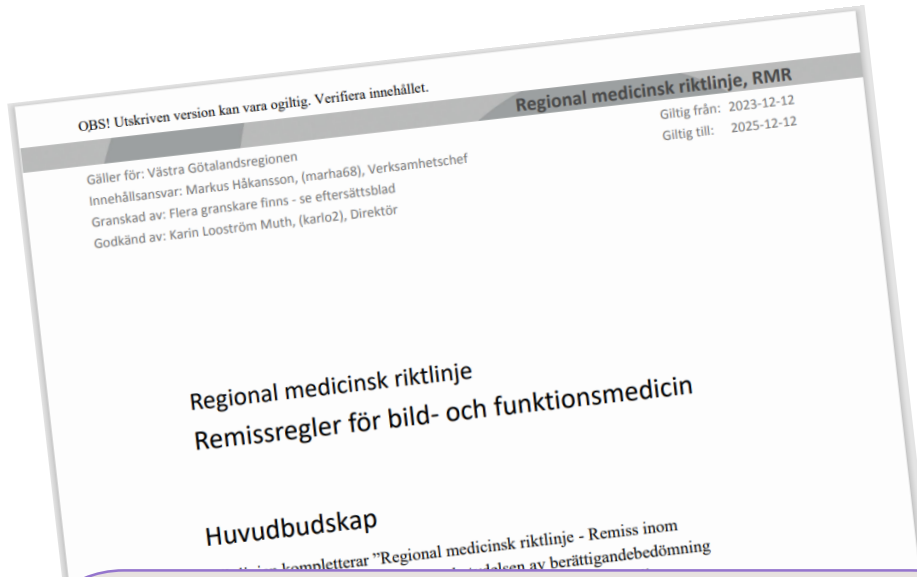 OBS! Utskriven version kan vara ogiltig. Verifiera innehållet.
Regional medicinsk riktlinje, RMR
Giltig från: 2023-12-12
Giltig till: 2025-12-12
Gäller för: Västra Götalandsregionen
Innehållsansvar: Markus Håkansson, (marha68), Verksamhetschef
Granskad av: Flera granskare finns - se eftersättsblad
Godkänd av: Karin Looström Muth, (karlo2), Direktör
Regional medicinsk riktlinje
Remissregler för bild- och funktionsmedicin
Huvudbudskap
kompletterar ”Regional medicinsk riktlinje - Remiss inom
av berättigandebedömning